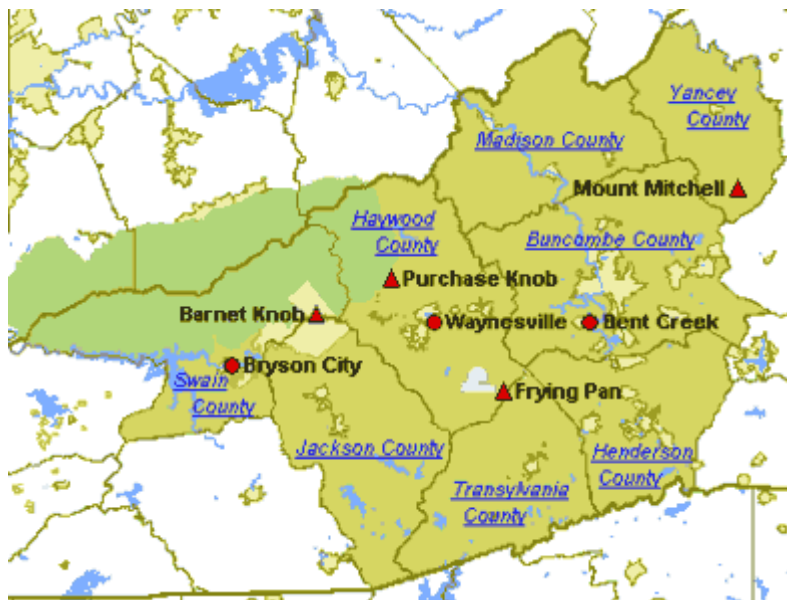 Yancey
County
Madison County
Mount Mitchell
Haywood
County
Buncombe County
Purchase Knob
Barnet Knob
Waynesville
Bent Creek
Bryson City
Swain
County
Frying Pan
Jackson County
Henderson
County
Transylvania
County